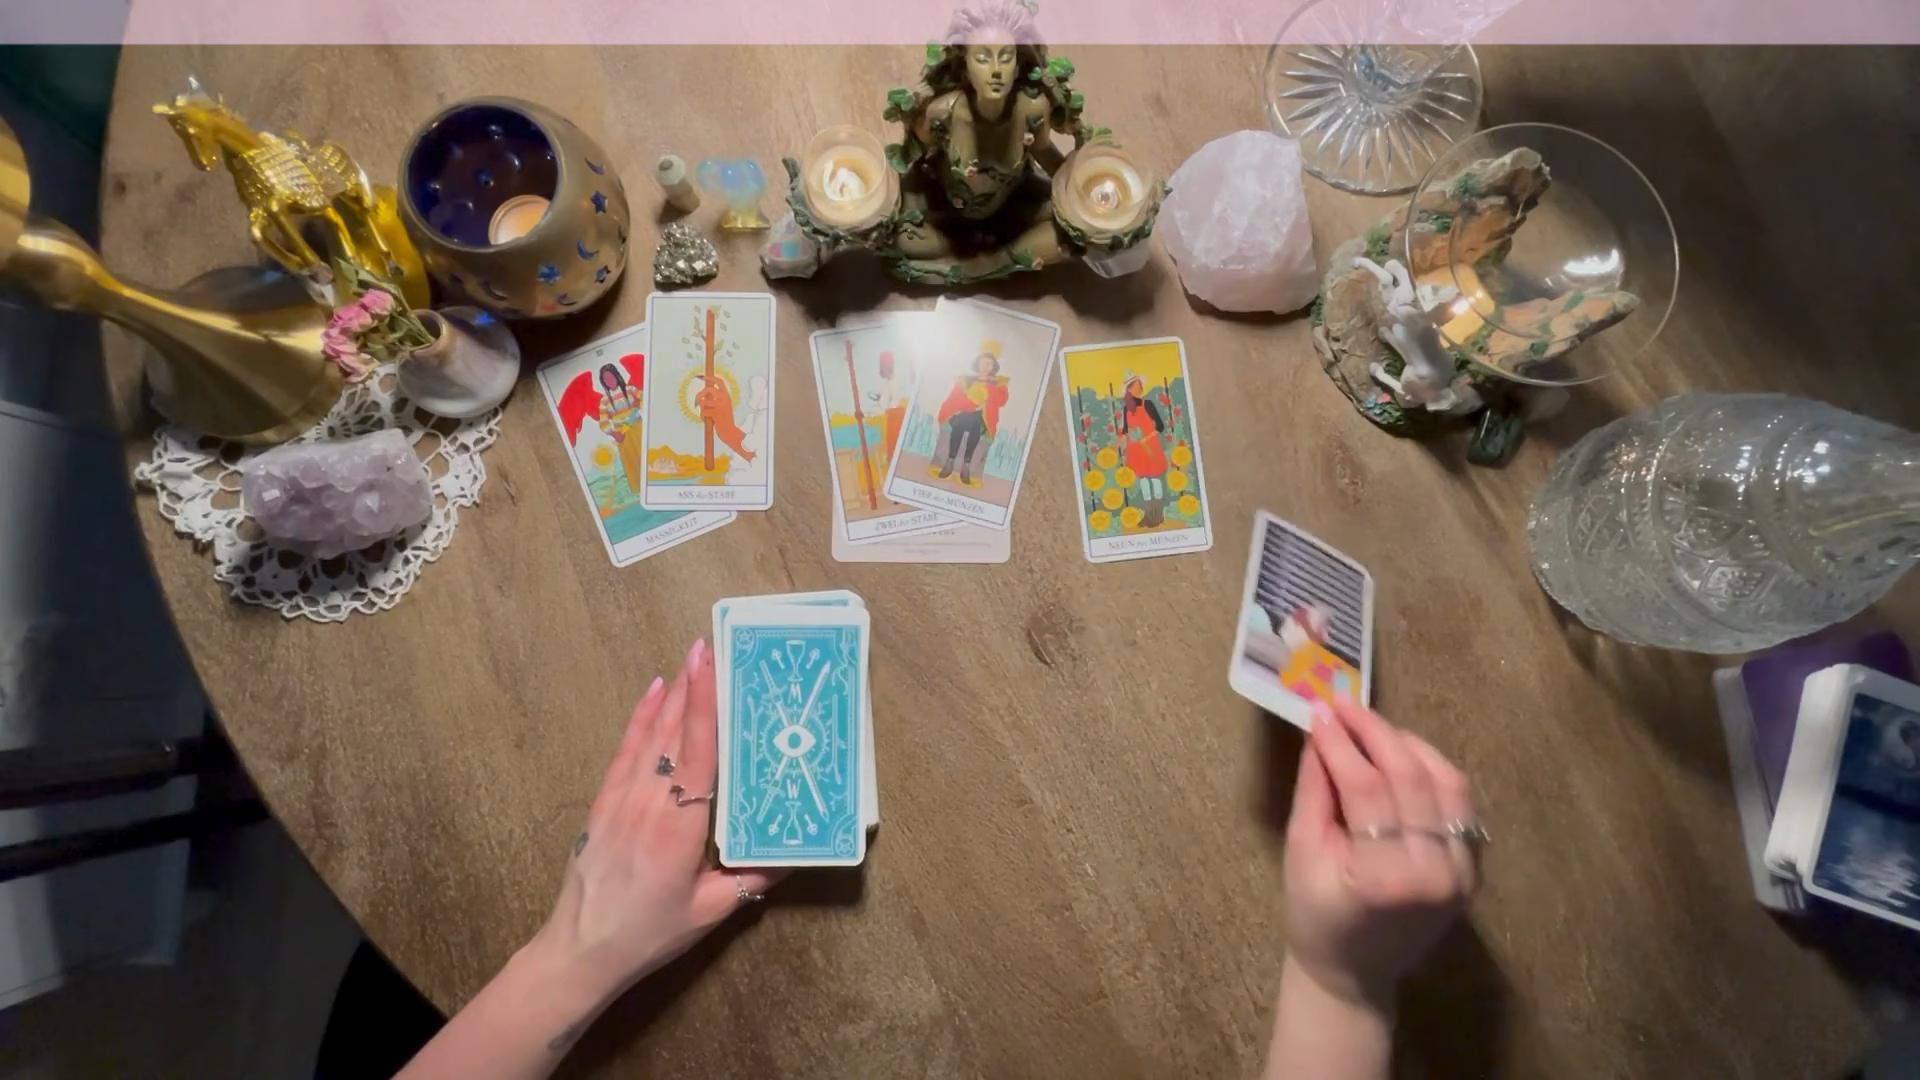 MÄSSIGKEIT
ASS der STÄBE
ZWEI der STÄBE
VIER der MÜNZEN
NEUN der MÜNZEN
M
W